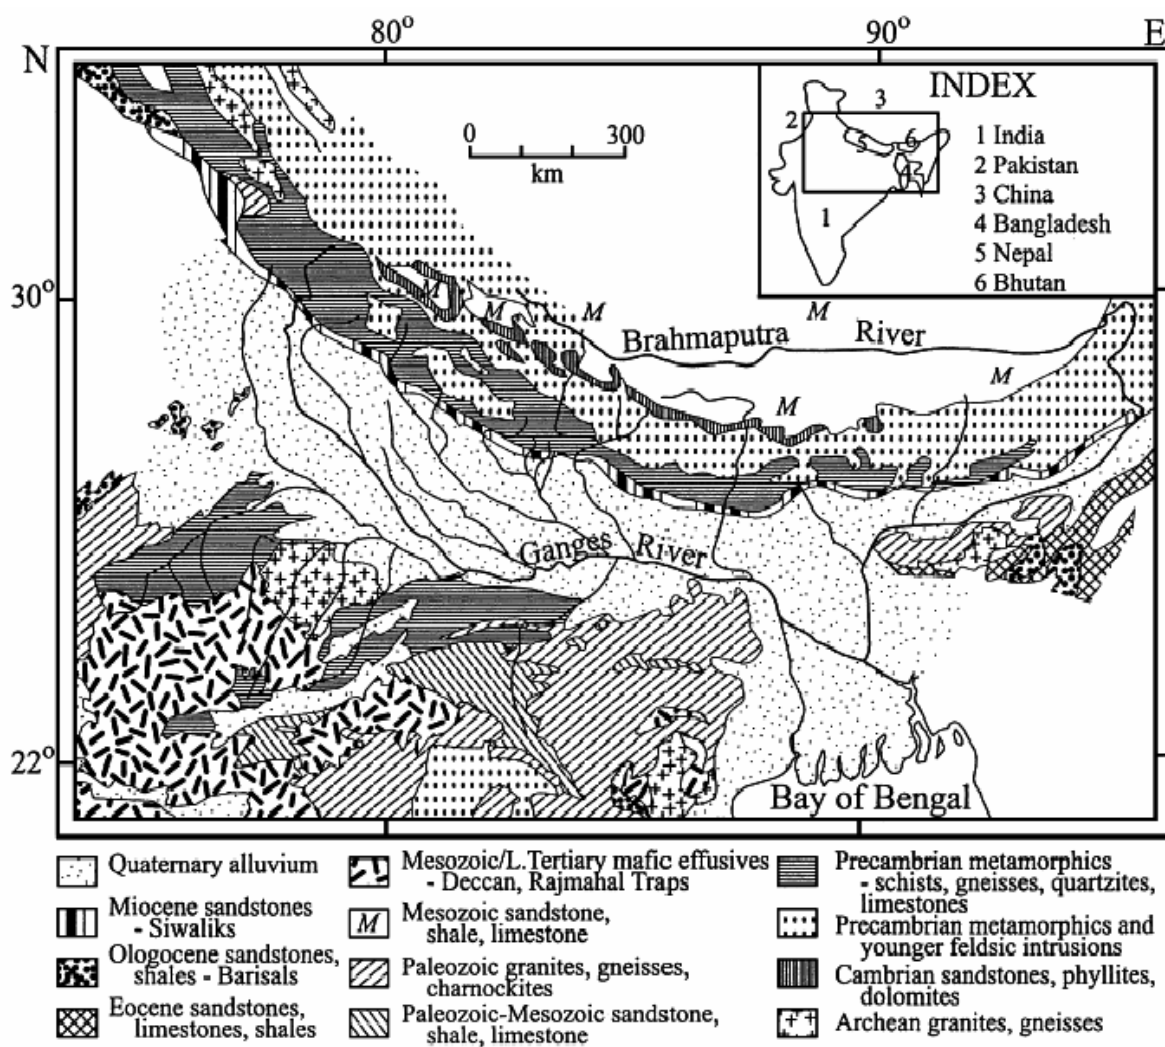 80° 90°
N E
0 300
km
INDEX
3
2
5 6
4
1
1 India
2 Pakistan
3 China
4 Bangladesh
5 Nepal
6 Bhutan
30°
M
M
M
M
Brahmaputra River
M
M
Ganges River
22°
Bay of Bengal
Quaternary alluvium
Miocene sandstones
- Siwaliks
Ologocene sandstones,
shales - Barisals
Eocene sandstones,
limestones, shales
Mesozoic/L.Tertiary mafic effusives
- Deccan, Rajmahal Traps
M Mesozoic sandstone,
shale, limestone
Paleozoic granites, gneisses,
charnockites
Paleozoic-Mesozoic sandstone,
shale, limestone
Precambrian metamorphics
- schists, gneisses, quartzites,
limestones
Precambrian metamorphics and
younger feldsic intrusions
Cambrian sandstones, phyllites,
dolomites
Archean granites, gneisses